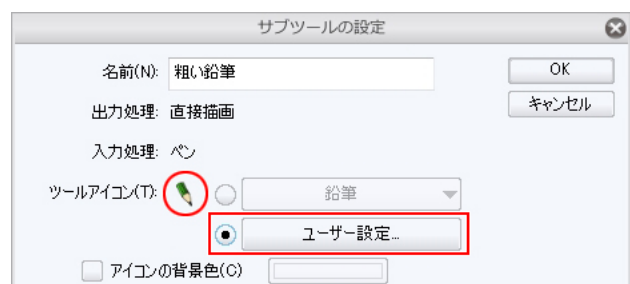 サブツールの設定
名前(N): 粗い鉛筆
OK
出力処理: 直接描画
キャンセル
入力処理: ペン
ツールアイコン(T): 鉛筆
ユーザー設定...
アイコンの背景色(C)